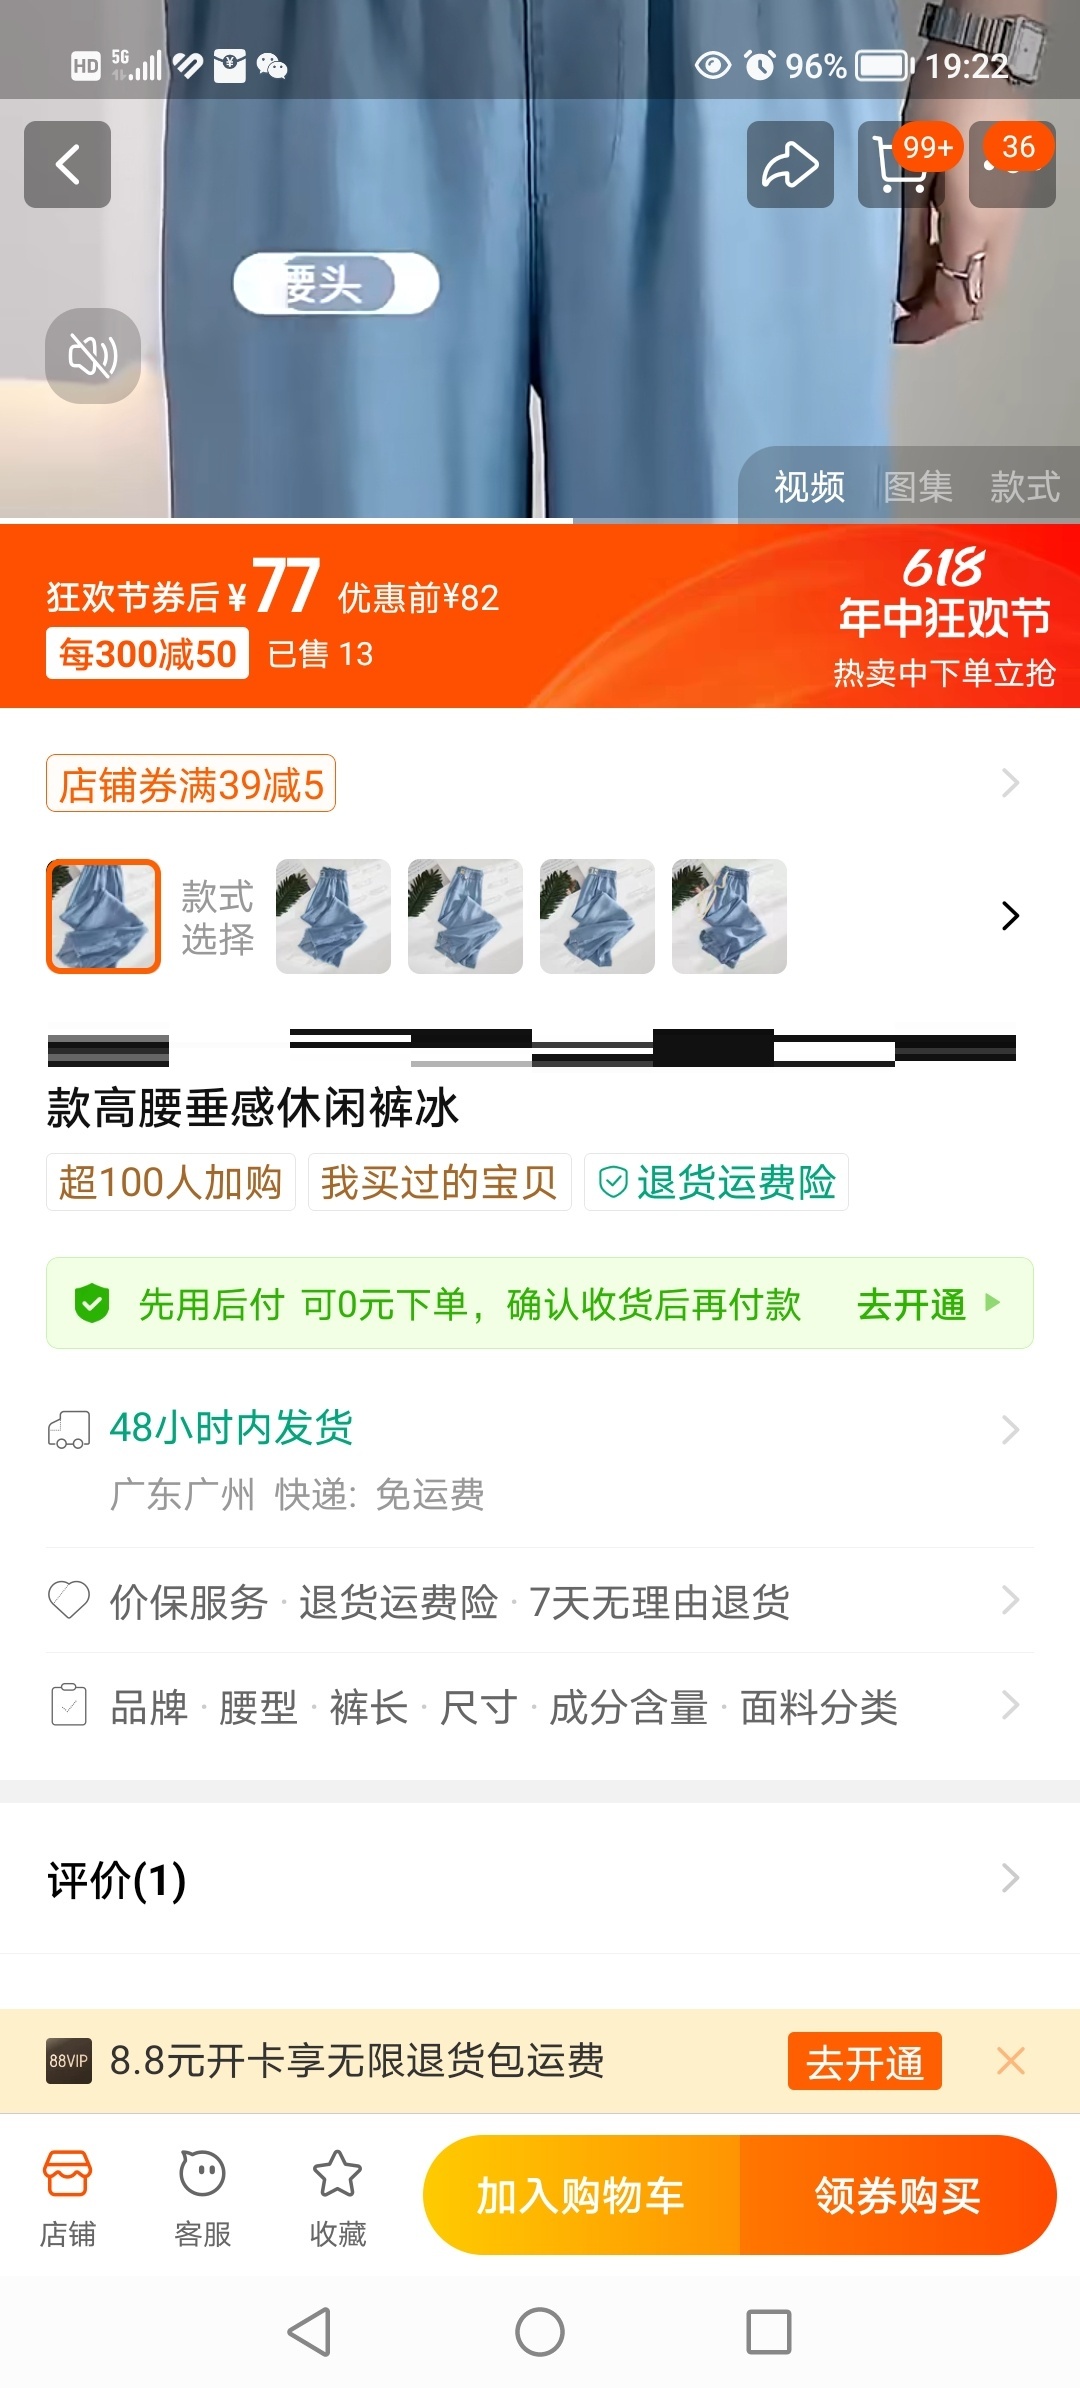 HD 5G 96% 19:22
99+ 36
腰头
视频 图集 款式
狂欢节券后¥77 优惠前¥82
618
年中狂欢节
每300减50 已售 13
热卖中下单立抢
店铺券满39减5
款式
选择
款高腰垂感休闲裤冰
超100人加购 我买过的宝贝 退货运费险
先用后付 可0元下单，确认收货后再付款 去开通
48小时内发货
广东广州 快递: 免运费
价保服务 · 退货运费险 · 7天无理由退货
品牌 · 腰型 · 裤长 · 尺寸 · 成分含量 · 面料分类
评价(1)
88VIP 8.8元开卡享无限退货包运费 去开通
店铺 客服 收藏 加入购物车 领券购买